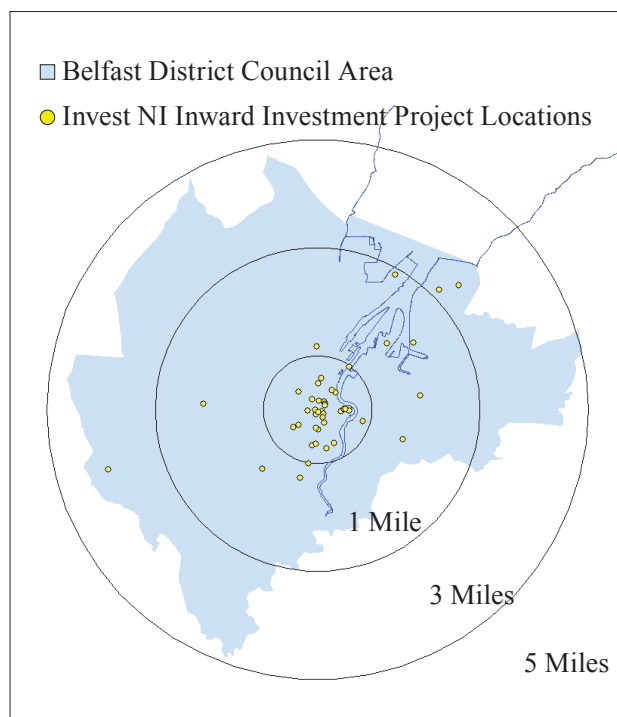 Belfast District Council Area
Invest NI Inward Investment Project Locations
1 Mile
3 Miles
5 Miles